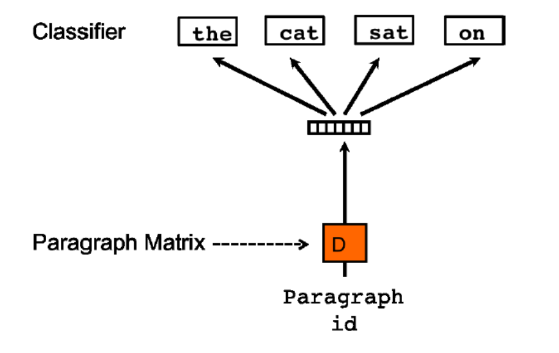 Classifier the cat sat on
Paragraph Matrix D
Paragraph
id